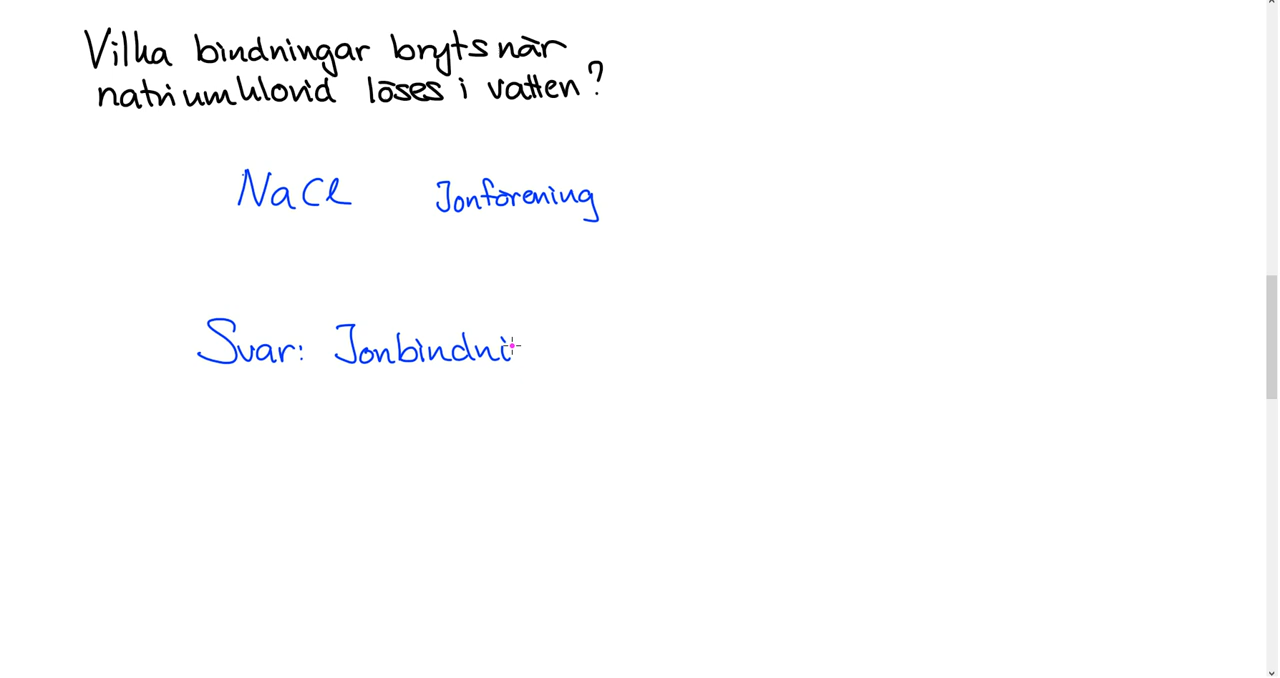 Vilka bindningar bryts när
natriumklorid löses i vatten?
NaCl Jonförening
Svar: Jonbindni